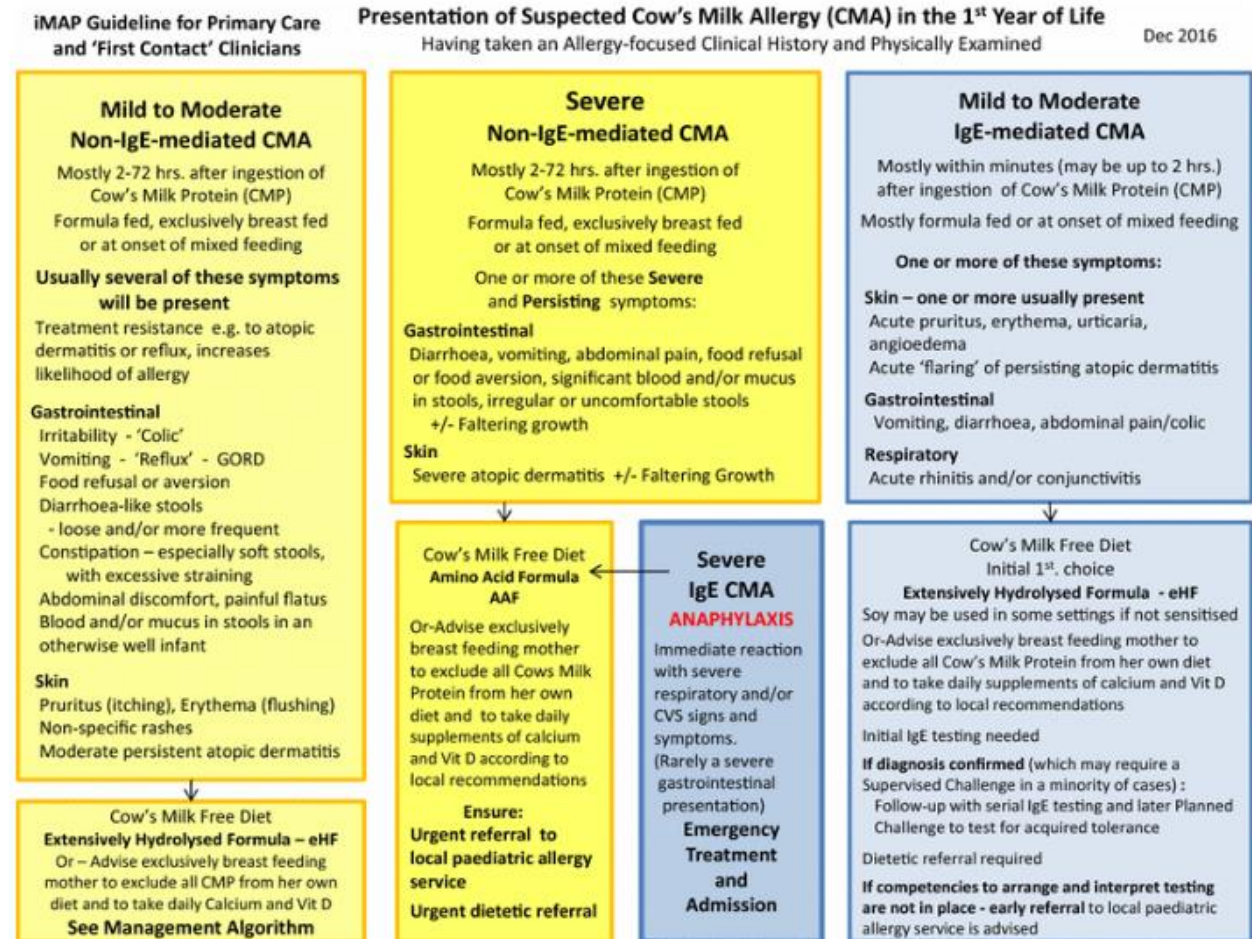 iMAP Guideline for Primary Care
and ‘First Contact’ Clinicians
Presentation of Suspected Cow’s Milk Allergy (CMA) in the 1st Year of Life
Having taken an Allergy-focused Clinical History and Physically Examined
Dec 2016
Mild to Moderate
Non-IgE-mediated CMA
Mostly 2-72 hrs. after ingestion of
Cow’s Milk Protein (CMP)
Formula fed, exclusively breast fed
or at onset of mixed feeding
Usually several of these symptoms
will be present
Treatment resistance e.g. to atopic
dermatitis or reflux, increases
likelihood of allergy
Gastrointestinal
Irritability - ‘Colic’
Vomiting - ‘Reflux’ - GORD
Food refusal or aversion
Diarrhoea-like stools
- loose and/or more frequent
Constipation – especially soft stools,
with excessive straining
Abdominal discomfort, painful flatus
Blood and/or mucus in stools in an
otherwise well infant
Skin
Pruritus (itching), Erythema (flushing)
Non-specific rashes
Moderate persistent atopic dermatitis
Cow’s Milk Free Diet
Extensively Hydrolysed Formula – eHF
Or – Advise exclusively breast feeding
mother to exclude all CMP from her own
diet and to take daily Calcium and Vit D
See Management Algorithm
Severe
Non-IgE-mediated CMA
Mostly 2-72 hrs. after ingestion of
Cow’s Milk Protein (CMP)
Formula fed, exclusively breast fed
or at onset of mixed feeding
One or more of these Severe
and Persisting symptoms:
Gastrointestinal
Diarrhoea, vomiting, abdominal pain, food refusal
or food aversion, significant blood and/or mucus
in stools, irregular or uncomfortable stools
+/- Faltering growth
Skin
Severe atopic dermatitis +/- Faltering Growth
Cow’s Milk Free Diet
Amino Acid Formula
AAF
Or-Advise exclusively
breast feeding mother
to exclude all Cows Milk
Protein from her own
diet and to take daily
supplements of calcium
and Vit D according to
local recommendations
Ensure:
Urgent referral to
local paediatric allergy
service
Urgent dietetic referral
Severe
IgE CMA
ANAPHYLAXIS
Immediate reaction
with severe
respiratory and/or
CVS signs and
symptoms.
(Rarely a severe
gastrointestinal
presentation)
Emergency
Treatment
and
Admission
Mild to Moderate
IgE-mediated CMA
Mostly within minutes (may be up to 2 hrs.)
after ingestion of Cow’s Milk Protein (CMP)
Mostly formula fed or at onset of mixed feeding
One or more of these symptoms:
Skin – one or more usually present
Acute pruritus, erythema, urticaria,
angioedema
Acute ‘flaring’ of persisting atopic dermatitis
Gastrointestinal
Vomiting, diarrhoea, abdominal pain/colic
Respiratory
Acute rhinitis and/or conjunctivitis
Cow’s Milk Free Diet
Initial 1st. choice
Extensively Hydrolysed Formula - eHF
Soy may be used in some settings if not sensitised
Or-Advise exclusively breast feeding mother to
exclude all Cow’s Milk Protein from her own diet
and to take daily supplements of calcium and Vit D
according to local recommendations
Initial IgE testing needed
If diagnosis confirmed (which may require a
Supervised Challenge in a minority of cases) :
Follow-up with serial IgE testing and later Planned
Challenge to test for acquired tolerance
Dietetic referral required
If competencies to arrange and interpret testing
are not in place - early referral to local paediatric
allergy service is advised